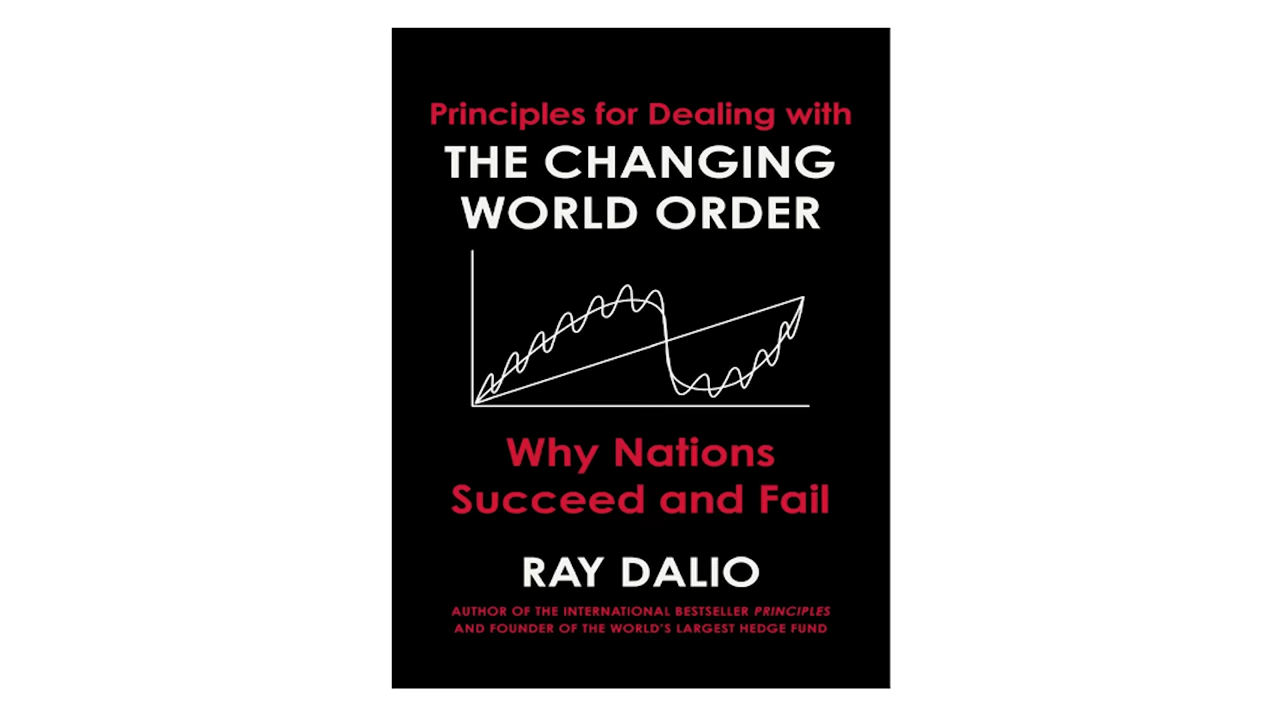 Principles for Dealing with
THE CHANGING
WORLD ORDER
Why Nations
Succeed and Fail
RAY DALIO
AUTHOR OF THE INTERNATIONAL BESTSELLER PRINCIPLES
AND FOUNDER OF THE WORLD'S LARGEST HEDGE FUND